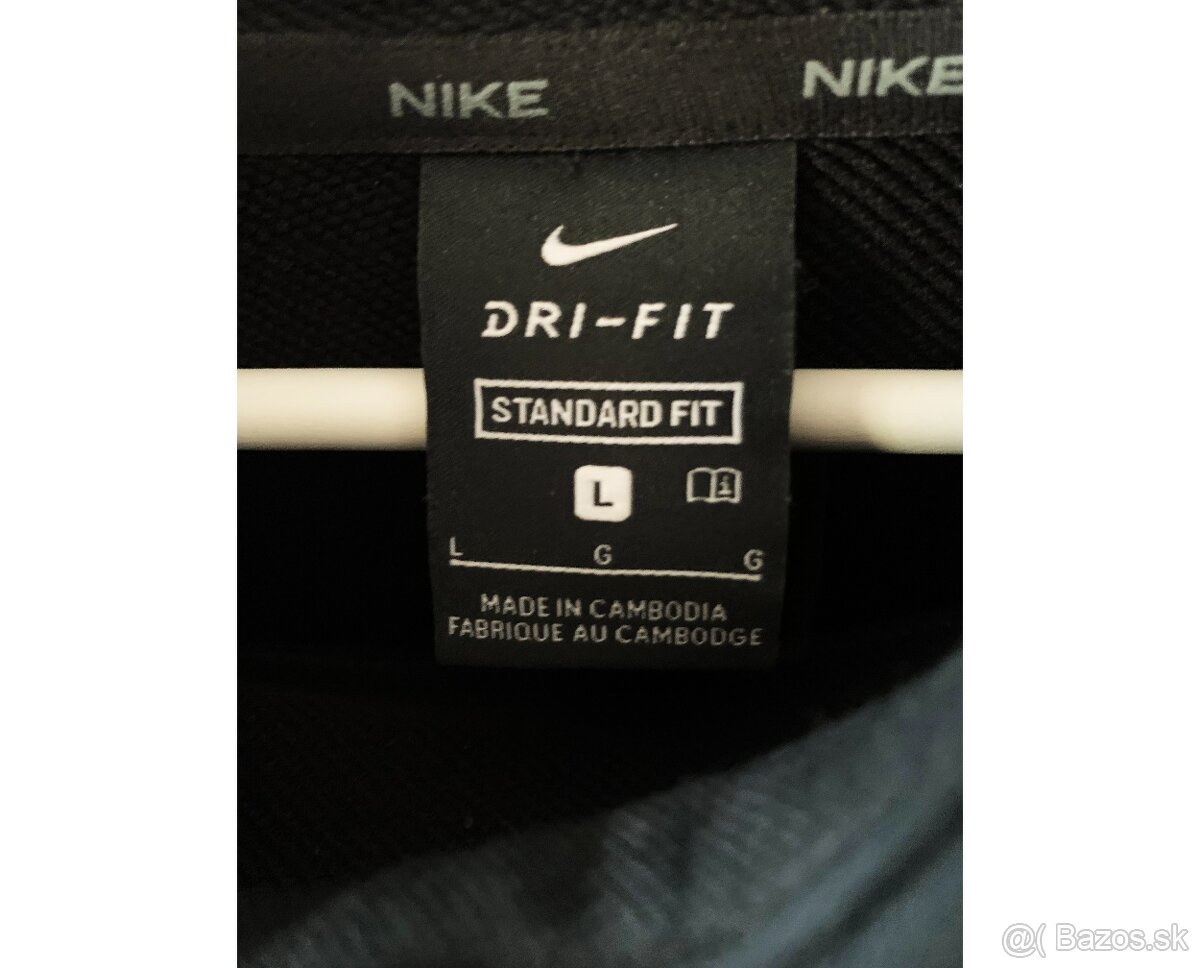 NIKE NIKE
DRI-FIT
STANDARD FIT
L i
L G G
MADE IN CAMBODIA
FABRIQUE AU CAMBODGE
@( Bazos.sk